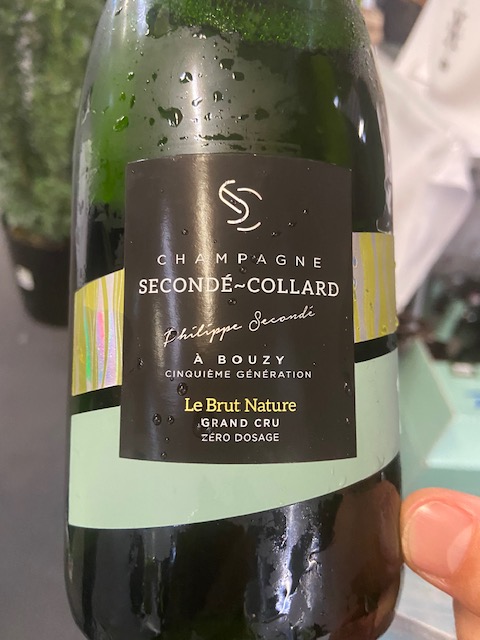 SC
CHAMPAGNE
SECONDÉ~COLLARD
Philippe Secondé
À BOUZY
CINQUIÈME GÉNÉRATION
Le Brut Nature
GRAND CRU
ZÉRO DOSAGE